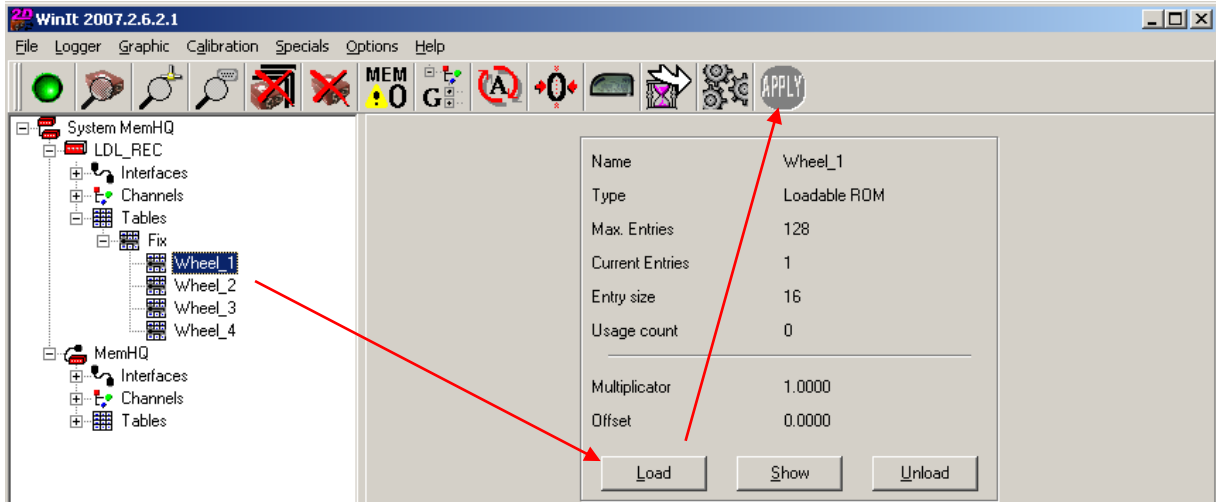 WinIt 2007.2.6.2.1
File Logger Graphic Calibration Specials Options Help
MEM 0 G A 0 APPLY
System MemHQ
LDL_REC
Interfaces
Channels
Tables
Fix
Wheel_1
Wheel_2
Wheel_3
Wheel_4
MemHQ
Interfaces
Channels
Tables
Name Wheel_1
Type Loadable ROM
Max. Entries 128
Current Entries 1
Entry size 16
Usage count 0
Multiplicator 1.0000
Offset 0.0000
Load Show Unload